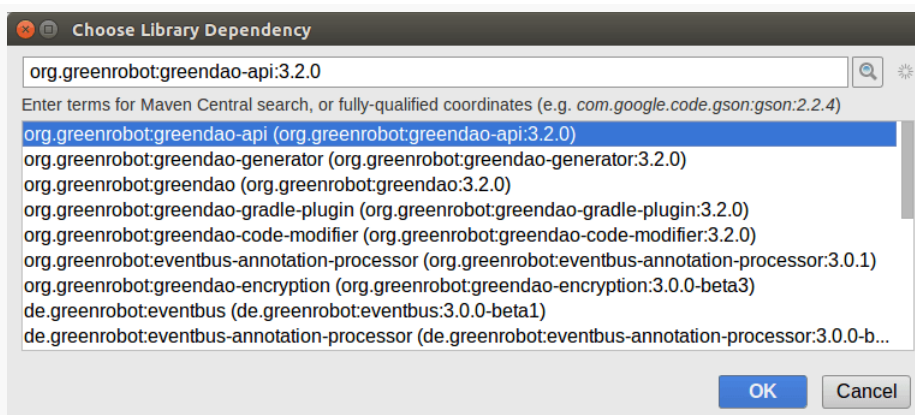 Choose Library Dependency
org.greenrobot:greendao-api:3.2.0
Enter terms for Maven Central search, or fully-qualified coordinates (e.g. com.google.code.gson:gson:2.2.4)
org.greenrobot:greendao-api (org.greenrobot:greendao-api:3.2.0)
org.greenrobot:greendao-generator (org.greenrobot:greendao-generator:3.2.0)
org.greenrobot:greendao (org.greenrobot:greendao:3.2.0)
org.greenrobot:greendao-gradle-plugin (org.greenrobot:greendao-gradle-plugin:3.2.0)
org.greenrobot:greendao-code-modifier (org.greenrobot:greendao-code-modifier:3.2.0)
org.greenrobot:eventbus-annotation-processor (org.greenrobot:eventbus-annotation-processor:3.0.1)
org.greenrobot:greendao-encryption (org.greenrobot:greendao-encryption:3.0.0-beta3)
de.greenrobot:eventbus (de.greenrobot:eventbus:3.0.0-beta1)
de.greenrobot:eventbus-annotation-processor (de.greenrobot:eventbus-annotation-processor:3.0.0-b...
OK Cancel